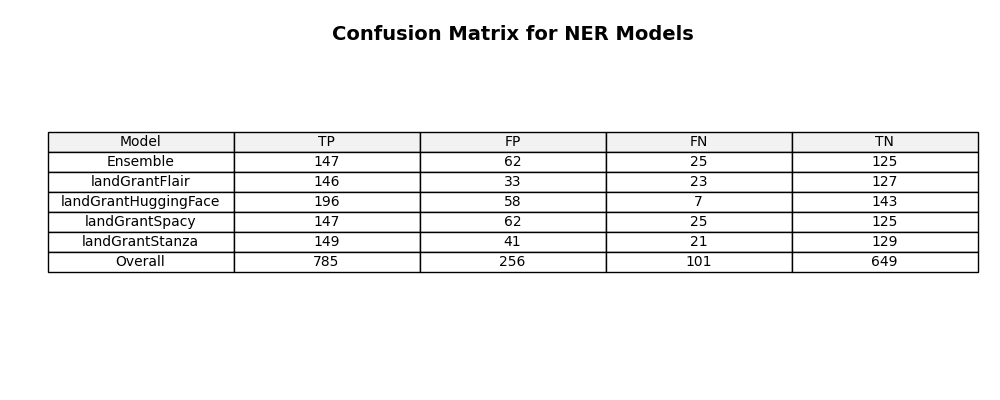 Confusion Matrix for NER Models
Model TP FP FN TN
Ensemble 147 62 25 125
landGrantFlair 146 33 23 127
landGrantHuggingFace 196 58 7 143
landGrantSpacy 147 62 25 125
landGrantStanza 149 41 21 129
Overall 785 256 101 649